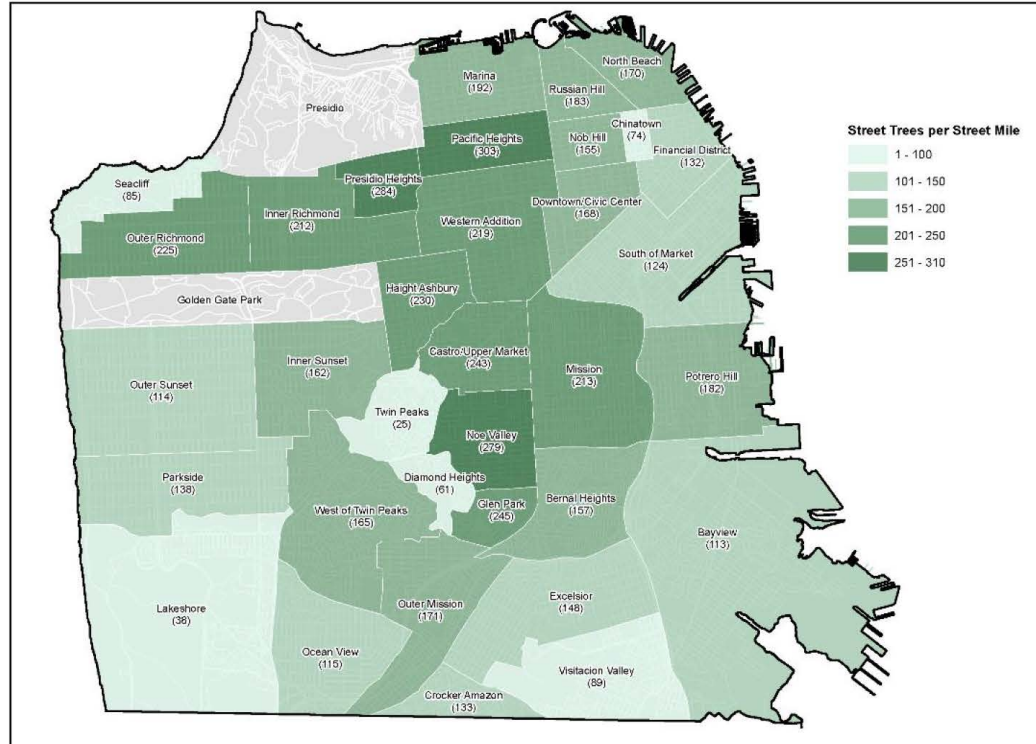 North Beach
(170)
Marina
(192)
Russian Hill
(183)
Presidio
Chinatown
(74)
Pacific Heights
(303)
Nob Hill
(155)
Financial District
(132)
Street Trees per Street Mile
1 - 100
101 - 150
151 - 200
201 - 250
251 - 310
Seacliff
(85)
Presidio Heights
(284)
Inner Richmond
(212)
Downtown/Civic Center
(168)
Outer Richmond
(225)
Western Addition
(219)
South of Market
(124)
Golden Gate Park
Haight Ashbury
(230)
Castro/Upper Market
(243)
Inner Sunset
(162)
Mission
(213)
Potrero Hill
(182)
Outer Sunset
(114)
Twin Peaks
(25)
Noe Valley
(279)
Parkside
(138)
Diamond Heights
(61)
Glen Park
(245)
Bernal Heights
(157)
West of Twin Peaks
(165)
Bayview
(113)
Lakeshore
(38)
Outer Mission
(171)
Excelsior
(148)
Ocean View
(115)
Visitacion Valley
(89)
Crocker Amazon
(133)